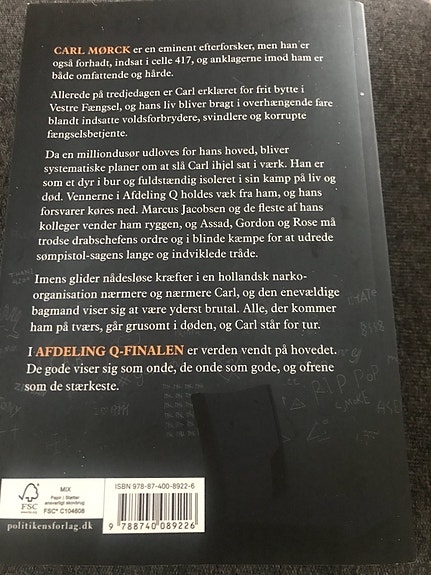 CARL MØRCK er en eminent efterforsker, men han er
også forhadt, indsat i celle 417, og anklagerne imod ham er
både omfattende og hårde.
Allerede på tredjedagen er Carl erklæret for frit bytte i
Vestre Fængsel, og hans liv bliver bragt i overhængende fare
blandt indsatte voldsforbrydere, svindlere og korrupte
fængselsbetjente.
Da en milliondusør udloves for hans hoved, bliver
systematiske planer om at slå Carl ihjel sat i værk. Han er
som et dyr i bur og fuldstændig isoleret i sin kamp på liv og
død. Vennerne i Afdeling Q holdes væk fra ham, og hans
forsvarer køres ned. Marcus Jacobsen og de fleste af hans
kolleger vender ham ryggen, og Assad, Gordon og Rose må
trodse drabschefens ordre og i blinde kæmpe for at udrede
sømpistol-sagens lange og indviklede tråde.
Imens glider nådesløse kræfter i en hollandsk narko-
organisation nærmere og nærmere Carl, og den enevældige
bagmand viser sig at være yderst brutal. Alle, der kommer
ham på tværs, går grusomt i døden, og Carl står for tur.
I AFDELING Q-FINALEN er verden vendt på hovedet.
De gode viser sig som onde, de onde som gode, og ofrene
som de stærkeste.
FSC
www.fsc.org
MIX
Papir | Støtter
ansvarligt skovbrug
FSC® C104608
politikensforlag.dk
ISBN 978-87-400-8922-6
9 788740 089226